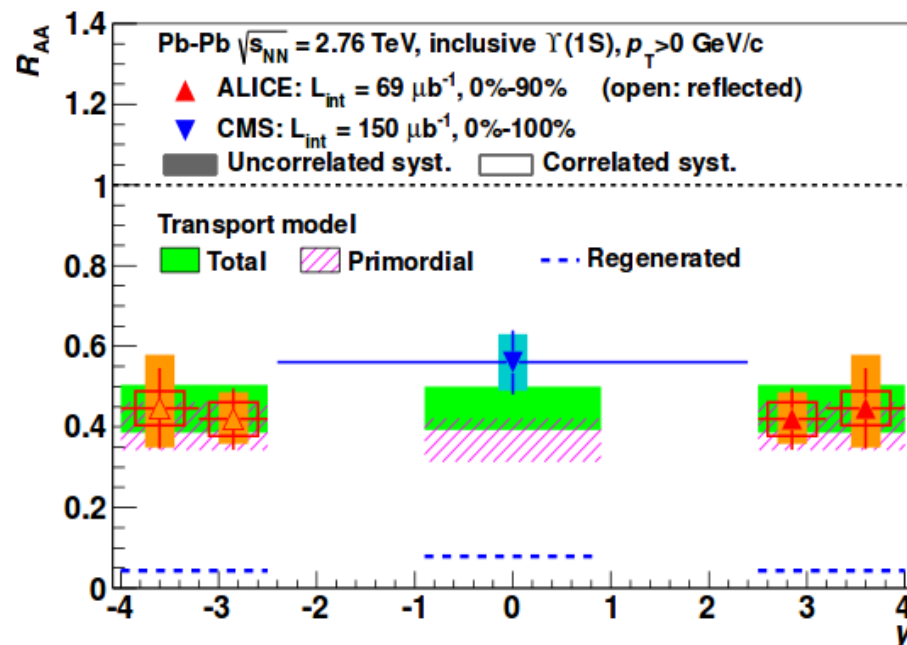 R_AA
1.4
1.2
1
0.8
0.6
0.4
0.2
0
Pb-Pb √s_NN = 2.76 TeV, inclusive ϒ(1S), p_T>0 GeV/c
ALICE: L_int = 69 μb⁻¹, 0%-90% (open: reflected)
CMS: L_int = 150 μb⁻¹, 0%-100%
Uncorrelated syst. Correlated syst.
Transport model
Total Primordial Regenerated
-4 -3 -2 -1 0 1 2 3 4